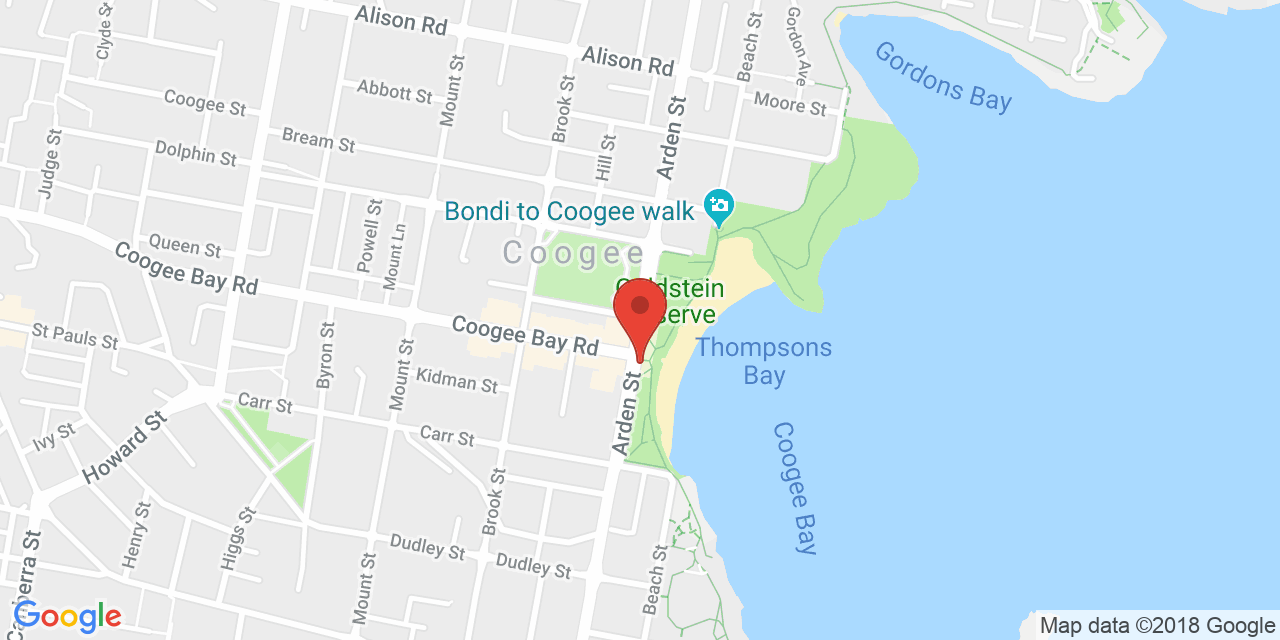 Clyde St
Alison Rd
Alison Rd
Beach St
Gordon Ave
Gordons Bay
Coogee St
Abbott St
Mount St
Brook St
Moore St
Judge St
Dolphin St
Bream St
Hill St
Arden St
Bondi to Coogee walk
Powell St
Mount Ln
Queen St
Coogee
Coogee Bay Rd
St Pauls St
Byron St
Mount St
Coogee Bay Rd
Thompsons
Bay
Kidman St
Carr St
Carr St
Arden St
Ivy St
Howard St
Coogee Bay
Brook St
Henry St
Higgs St
Dudley St
Dudley St
Mount St
Beach St
Google
Map data ©2018 Google